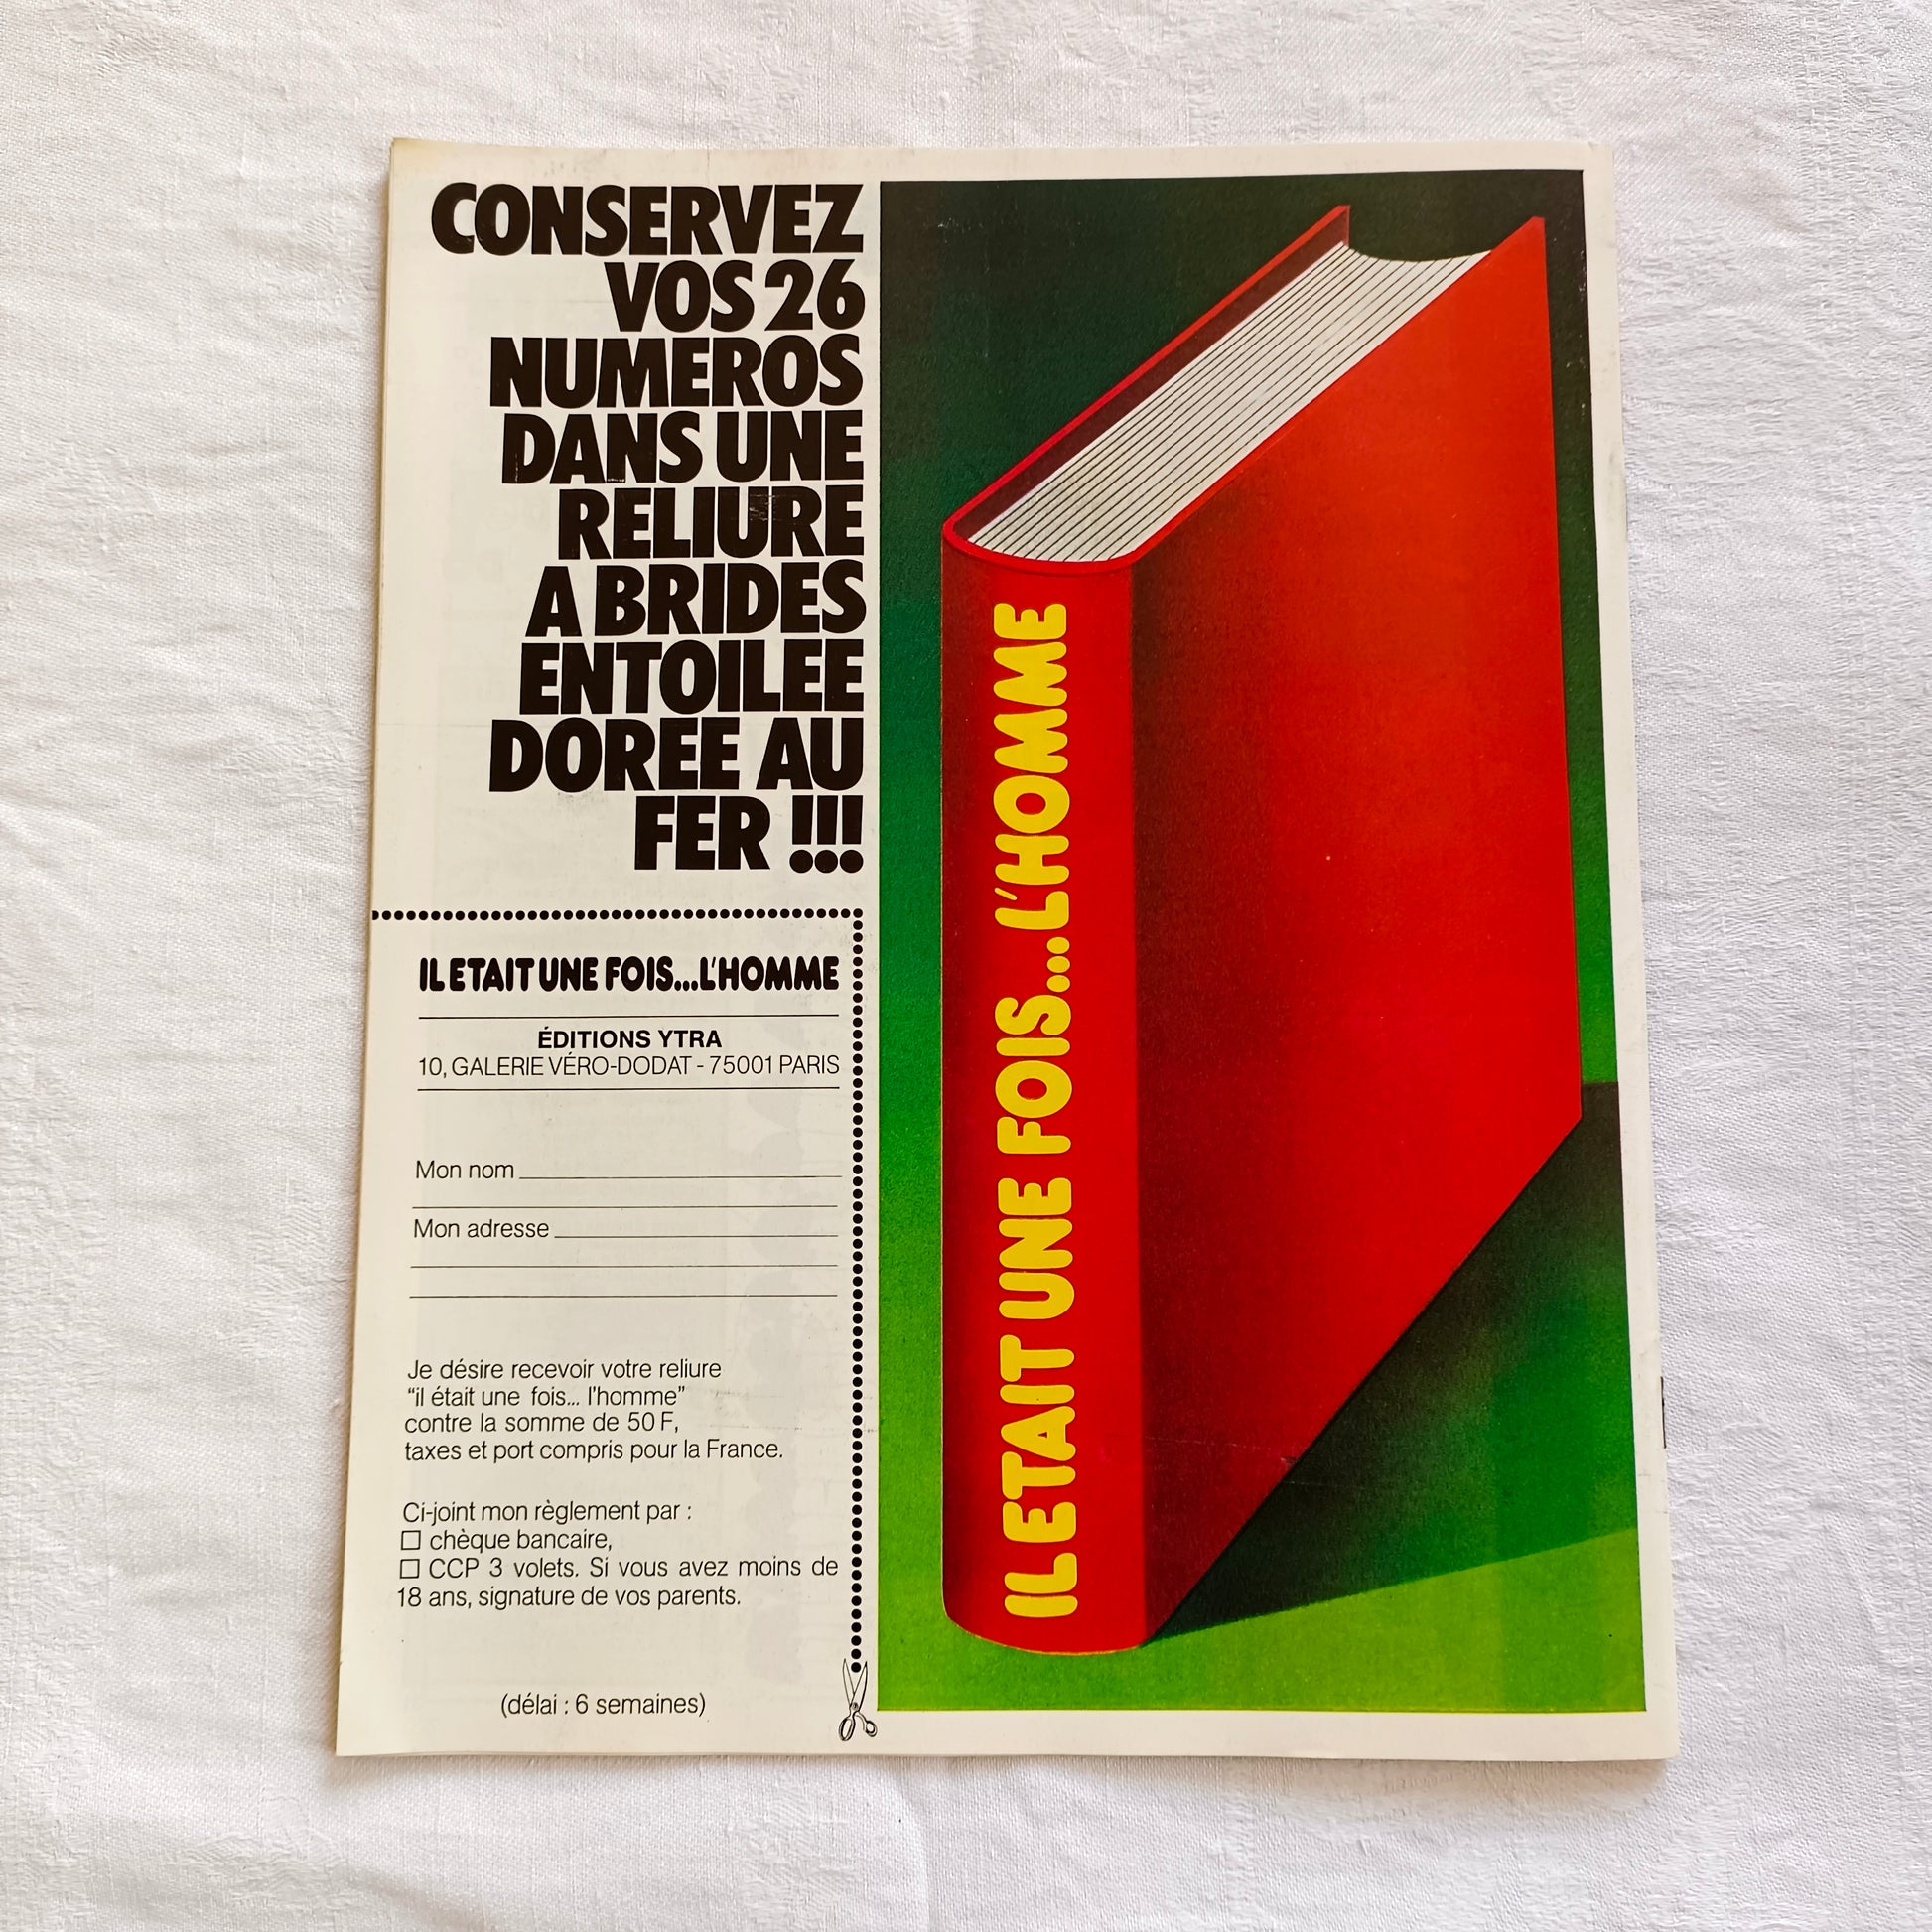 CONSERVEZ
VOS 26
NUMEROS
DANS UNE
RELIURE
A BRIDES
ENTOILEE
DOREE AU
FER !!!
IL ETAIT UNE FOIS...L'HOMME
ÉDITIONS YTRA
10, GALERIE VÉRO-DODAT - 75001 PARIS
Mon nom
Mon adresse
Je désire recevoir votre reliure
“il était une fois... l'homme”
contre la somme de 50 F,
taxes et port compris pour la France.
Ci-joint mon règlement par :
☐ chèque bancaire,
☐ CCP 3 volets. Si vous avez moins de
18 ans, signature de vos parents.
(délai : 6 semaines)
IL ETAIT UNE FOIS...L'HOMME